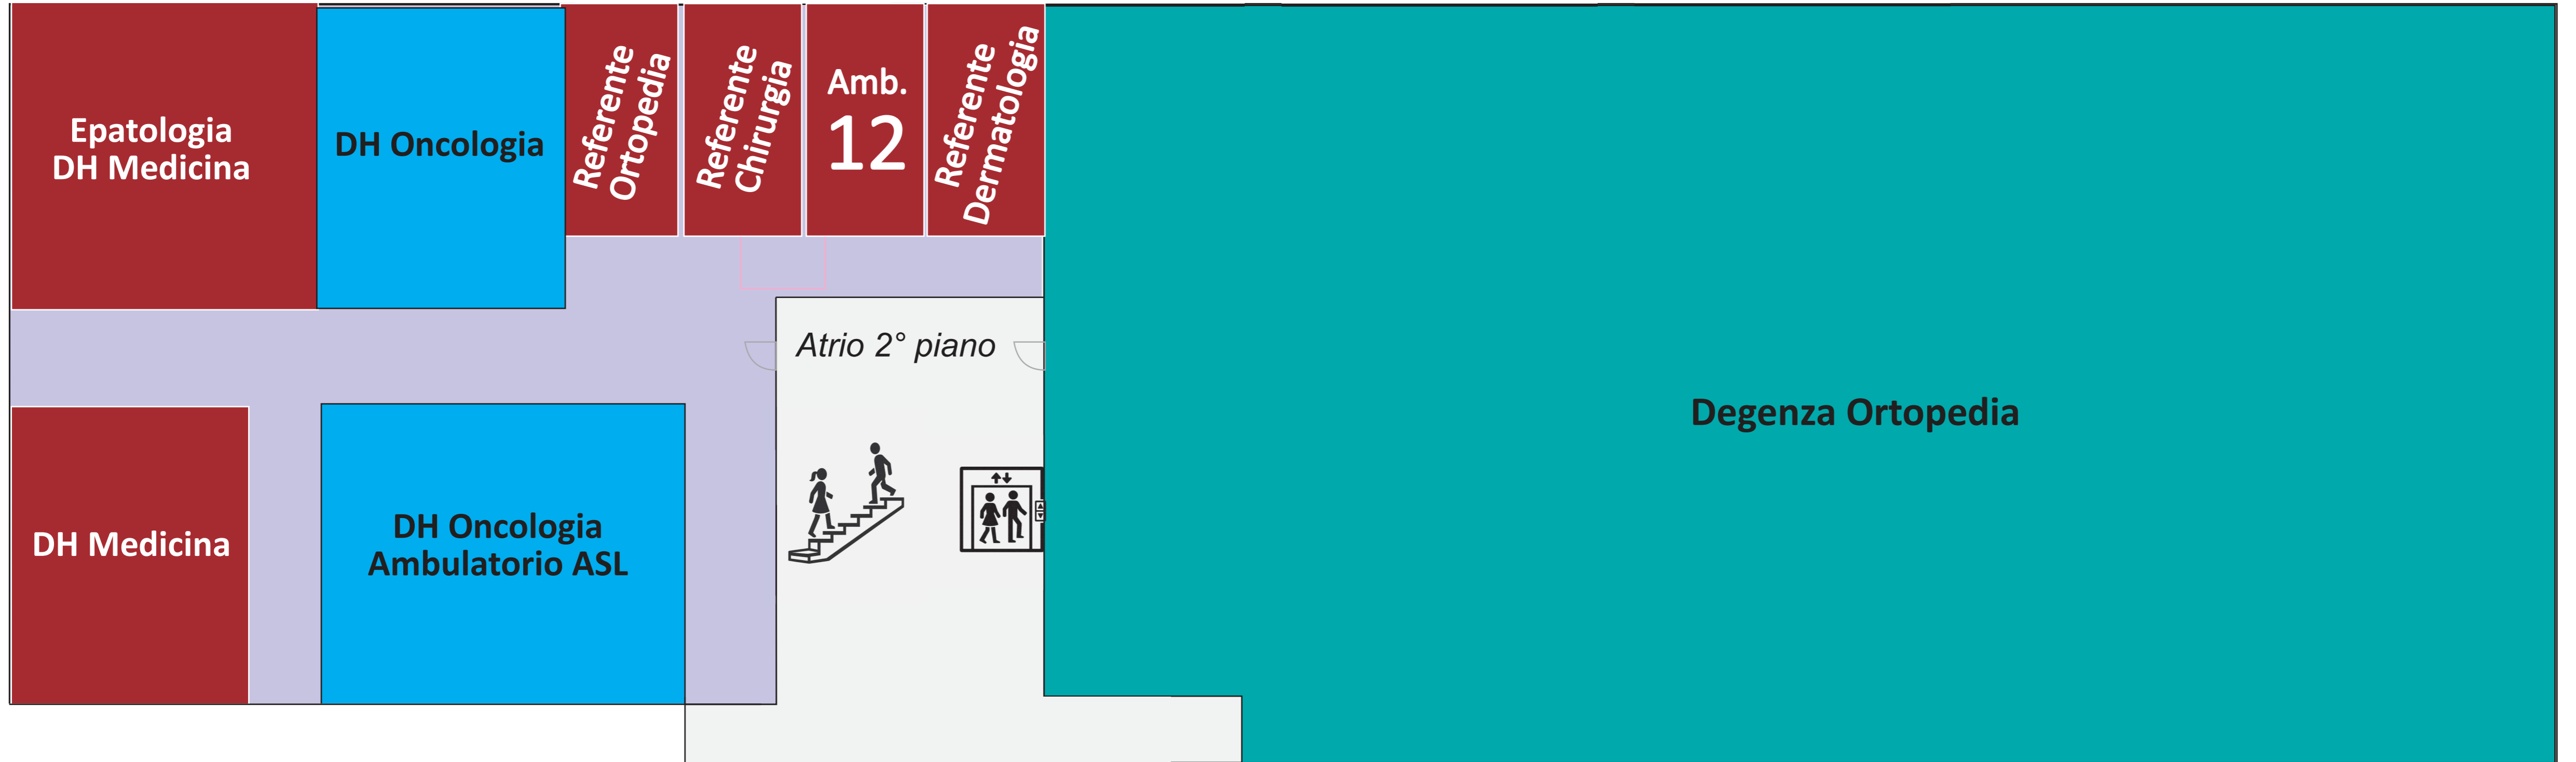 Epatologia
DH Medicina
DH Oncologia
Referente
Ortopedia
Referente
Chirurgia
Amb.
12
Referente
Dermatologia
Atrio 2° piano
Degenza Ortopedia
DH Medicina
DH Oncologia
Ambulatorio ASL